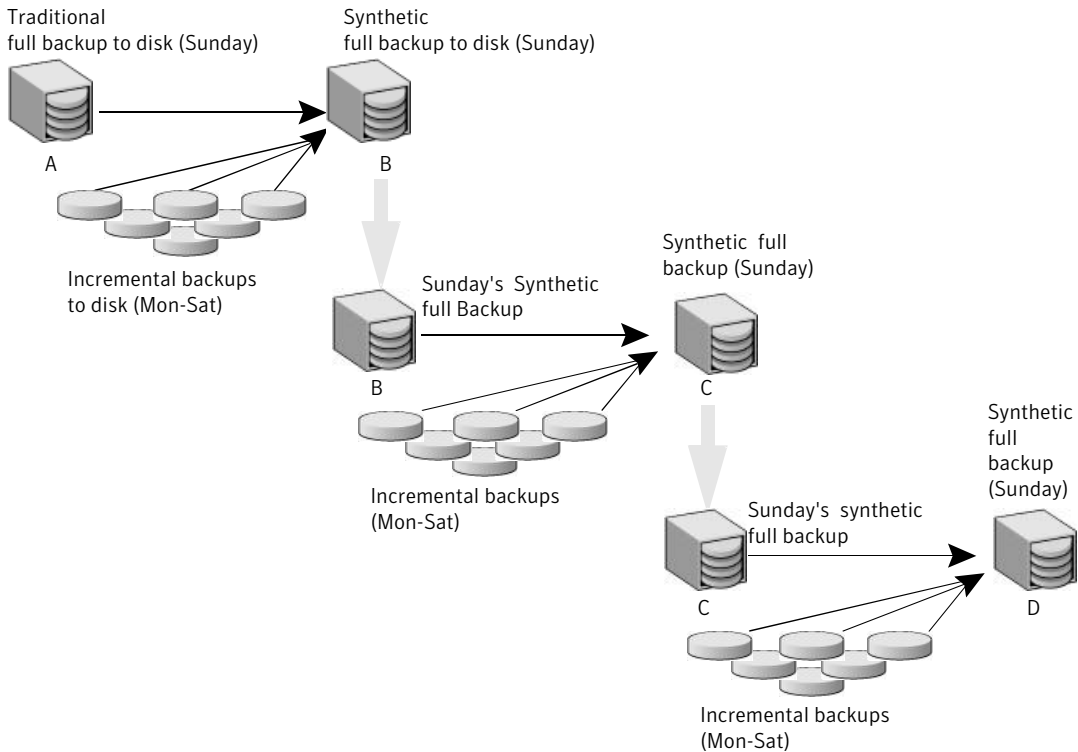 Traditional
full backup to disk (Sunday)
Synthetic
full backup to disk (Sunday)
A
B
Incremental backups
to disk (Mon-Sat)
Sunday's Synthetic
full Backup
Synthetic full
backup (Sunday)
B
C
Incremental backups
(Mon-Sat)
Synthetic
full
backup
(Sunday)
Sunday's synthetic
full backup
C
D
Incremental backups
(Mon-Sat)